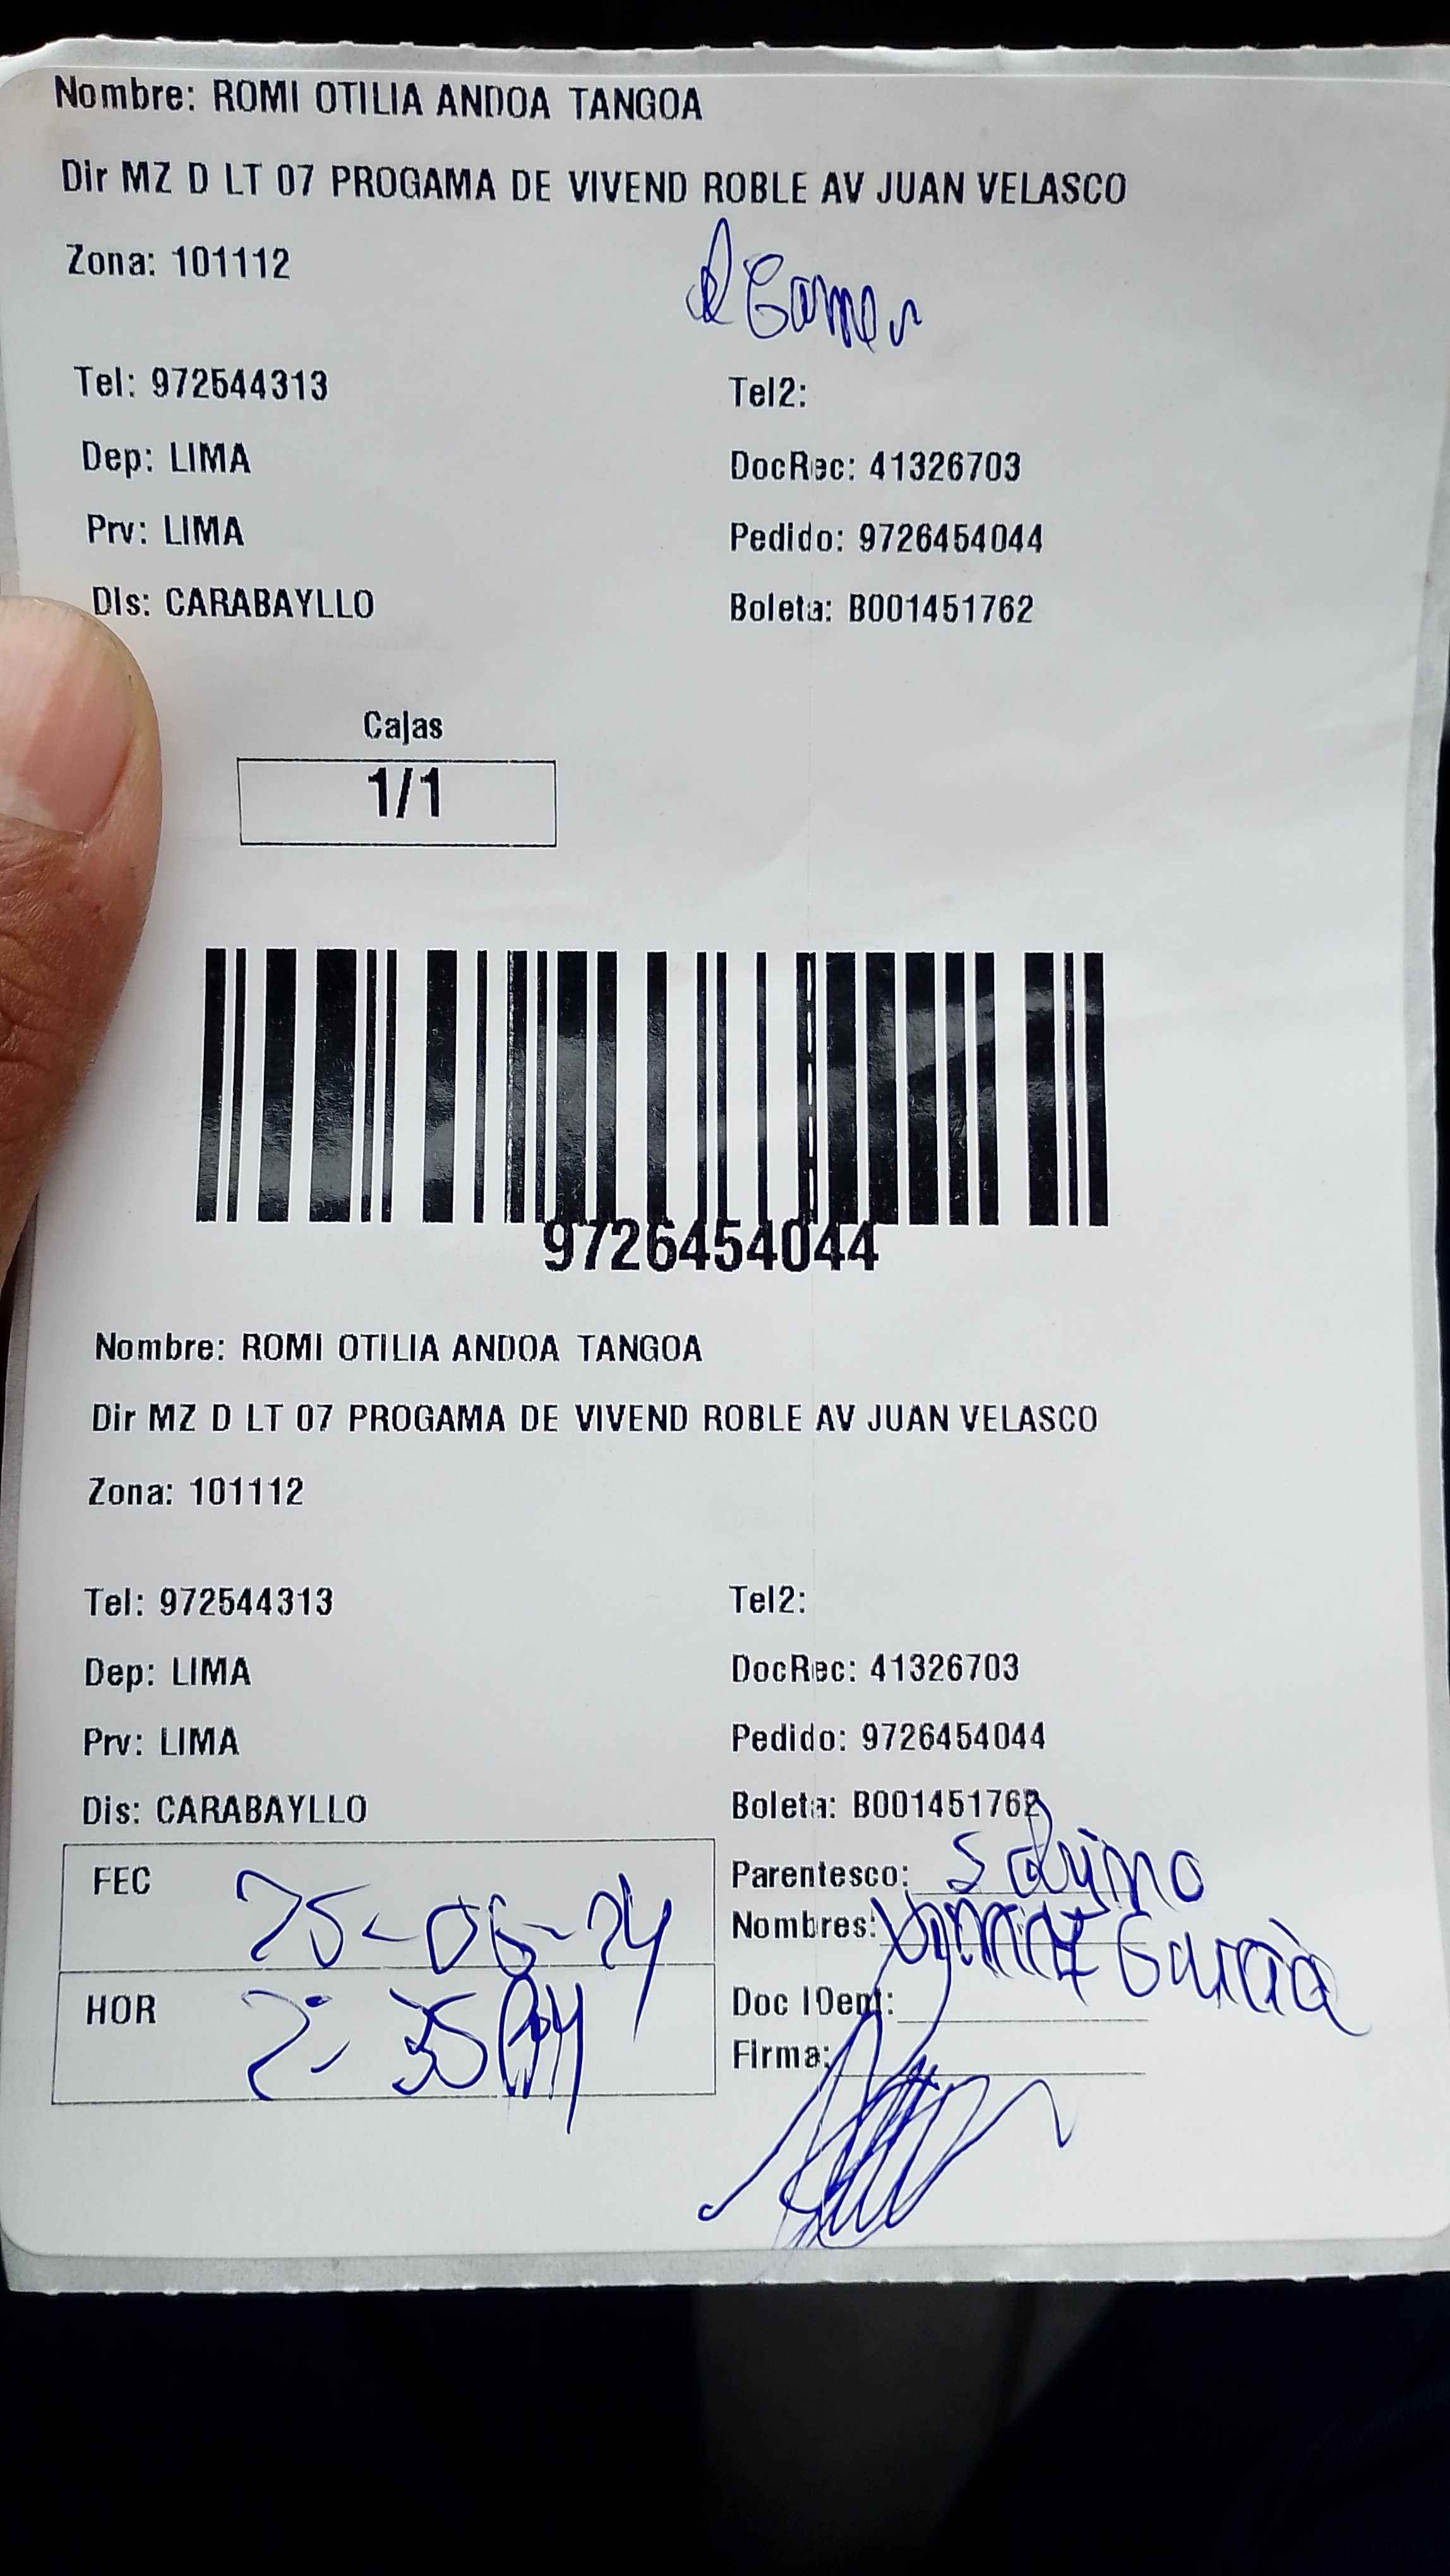 Nombre: ROMI OTILIA ANDOA TANGOA
Dir MZ D LT 07 PROGAMA DE VIVEND ROBLE AV JUAN VELASCO
Zona: 101112
Tel: 972544313 Tel2:
Dep: LIMA DocRec: 41326703
Prv: LIMA Pedido: 9726454044
Dis: CARABAYLLO Boleta: B001451762
Cajas
1/1
9726454044
Nombre: ROMI OTILIA ANDOA TANGOA
Dir MZ D LT 07 PROGAMA DE VIVEND ROBLE AV JUAN VELASCO
Zona: 101112
Tel: 972544313 Tel2:
Dep: LIMA DocRec: 41326703
Prv: LIMA Pedido: 9726454044
Dis: CARABAYLLO Boleta: B001451762
FEC 25-06-24 Parentesco: Sobrino
Nombres: Garcia
HOR 2:35 PM Doc IDent:
Firma: